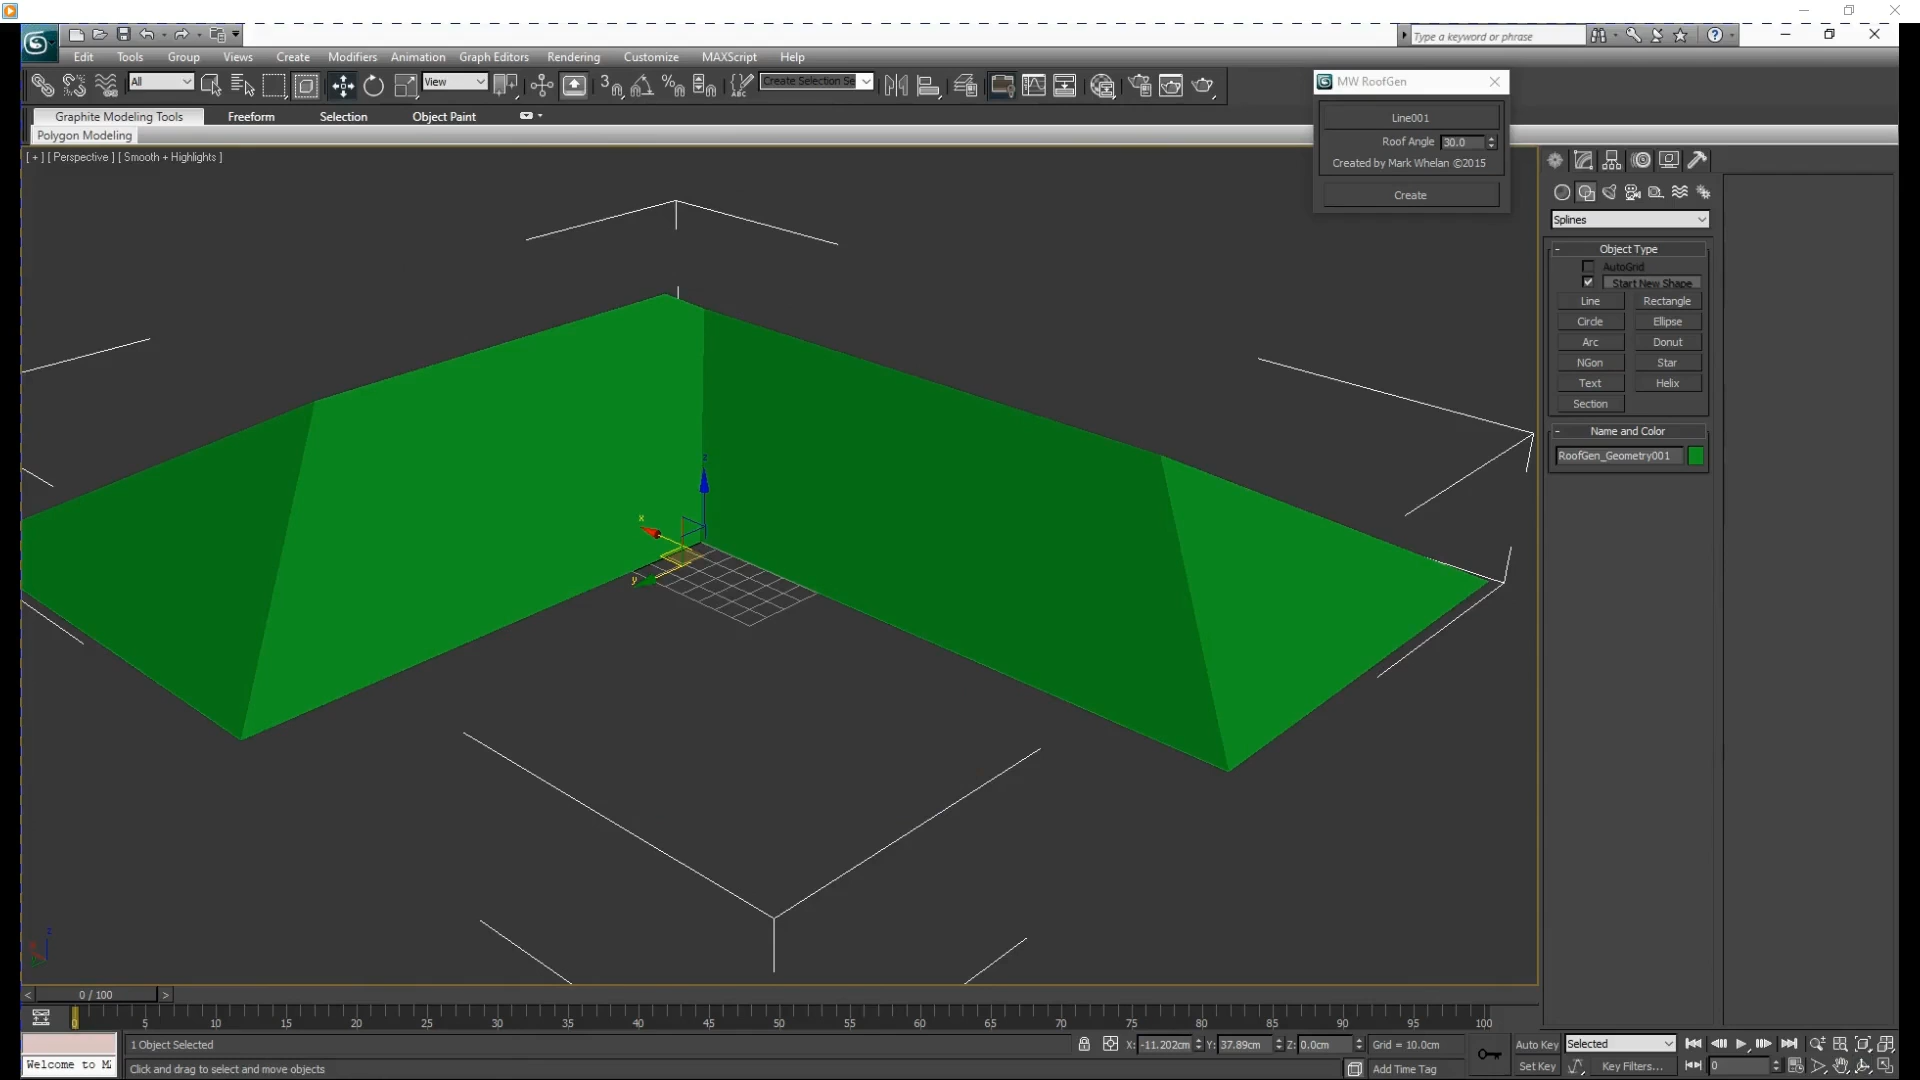 Type a keyword or phrase
Edit Tools Group Views Create Modifiers Animation Graph Editors Rendering Customize MAXScript Help
All View Create Selection Se
MW RoofGen
Line001
Roof Angle 30.0
Created by Mark Whelan ©2015
Create
Graphite Modeling Tools Freeform Selection Object Paint
Polygon Modeling
[ + ] [ Perspective ] [ Smooth + Highlights ]
Splines
- Object Type
AutoGrid
Start New Shape
Line Rectangle
Circle Ellipse
Arc Donut
NGon Star
Text Helix
Section
- Name and Color
RoofGen_Geometry001
z
x
y
z
< 0 / 100 >
0 5 10 15 20 25 30 35 40 45 50 55 60 65 70 75 80 85 90 95 100
1 Object Selected X: -11.202cm Y: 37.89cm Z: 0.0cm Grid = 10.0cm Auto Key Selected
Welcome to M Click and drag to select and move objects Add Time Tag Set Key Key Filters... 0